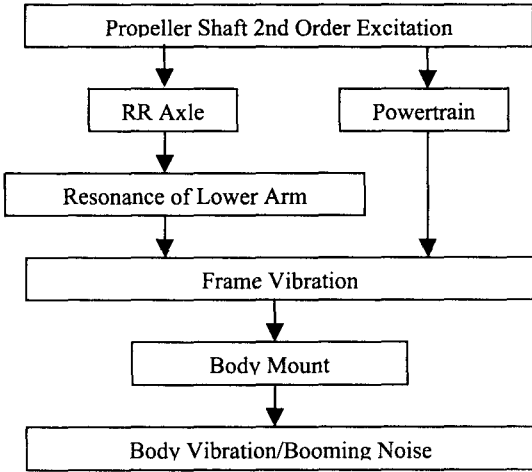 Propeller Shaft 2nd Order Excitation
RR Axle
Powertrain
Resonance of Lower Arm
Frame Vibration
Body Mount
Body Vibration/Booming Noise